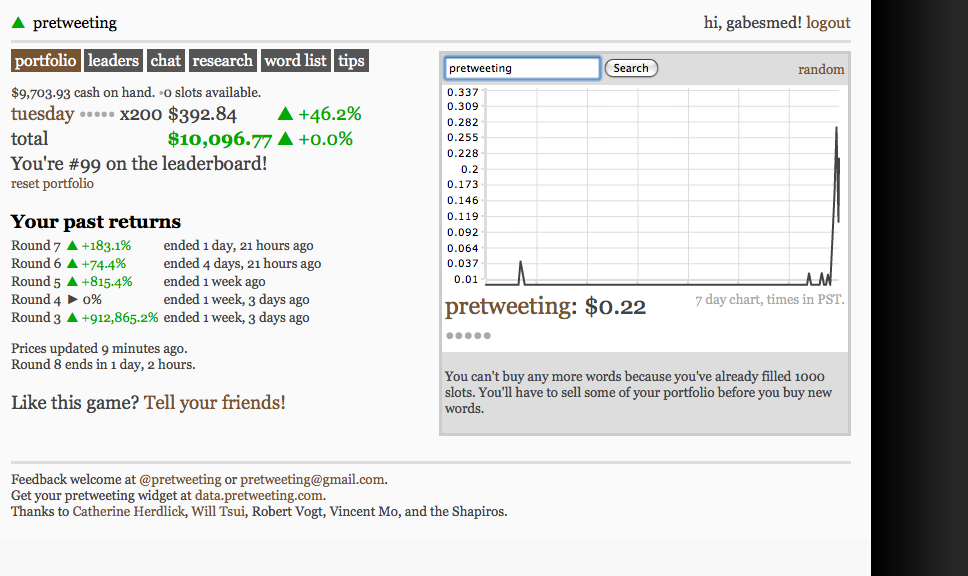 ▲ pretweeting
hi, gabesmed! logout
portfolio leaders chat research word list tips
$9,703.93 cash on hand. •0 slots available.
tuesday ●●●●● x200 $392.84 ▲ +46.2%
total $10,096.77 ▲ +0.0%
You're #99 on the leaderboard!
reset portfolio
Your past returns
Round 7 ▲ +183.1% ended 1 day, 21 hours ago
Round 6 ▲ +74.4% ended 4 days, 21 hours ago
Round 5 ▲ +815.4% ended 1 week ago
Round 4 ► 0% ended 1 week, 3 days ago
Round 3 ▲ +912,865.2% ended 1 week, 3 days ago
Prices updated 9 minutes ago.
Round 8 ends in 1 day, 2 hours.
Like this game? Tell your friends!
pretweeting Search random
0.337
0.309
0.282
0.255
0.228
0.2
0.173
0.146
0.119
0.092
0.064
0.037
0.01
pretweeting: $0.22
7 day chart, times in PST.
●●●●●
You can't buy any more words because you've already filled 1000
slots. You'll have to sell some of your portfolio before you buy new
words.
Feedback welcome at @pretweeting or pretweeting@gmail.com.
Get your pretweeting widget at data.pretweeting.com.
Thanks to Catherine Herdlick, Will Tsui, Robert Vogt, Vincent Mo, and the Shapiros.